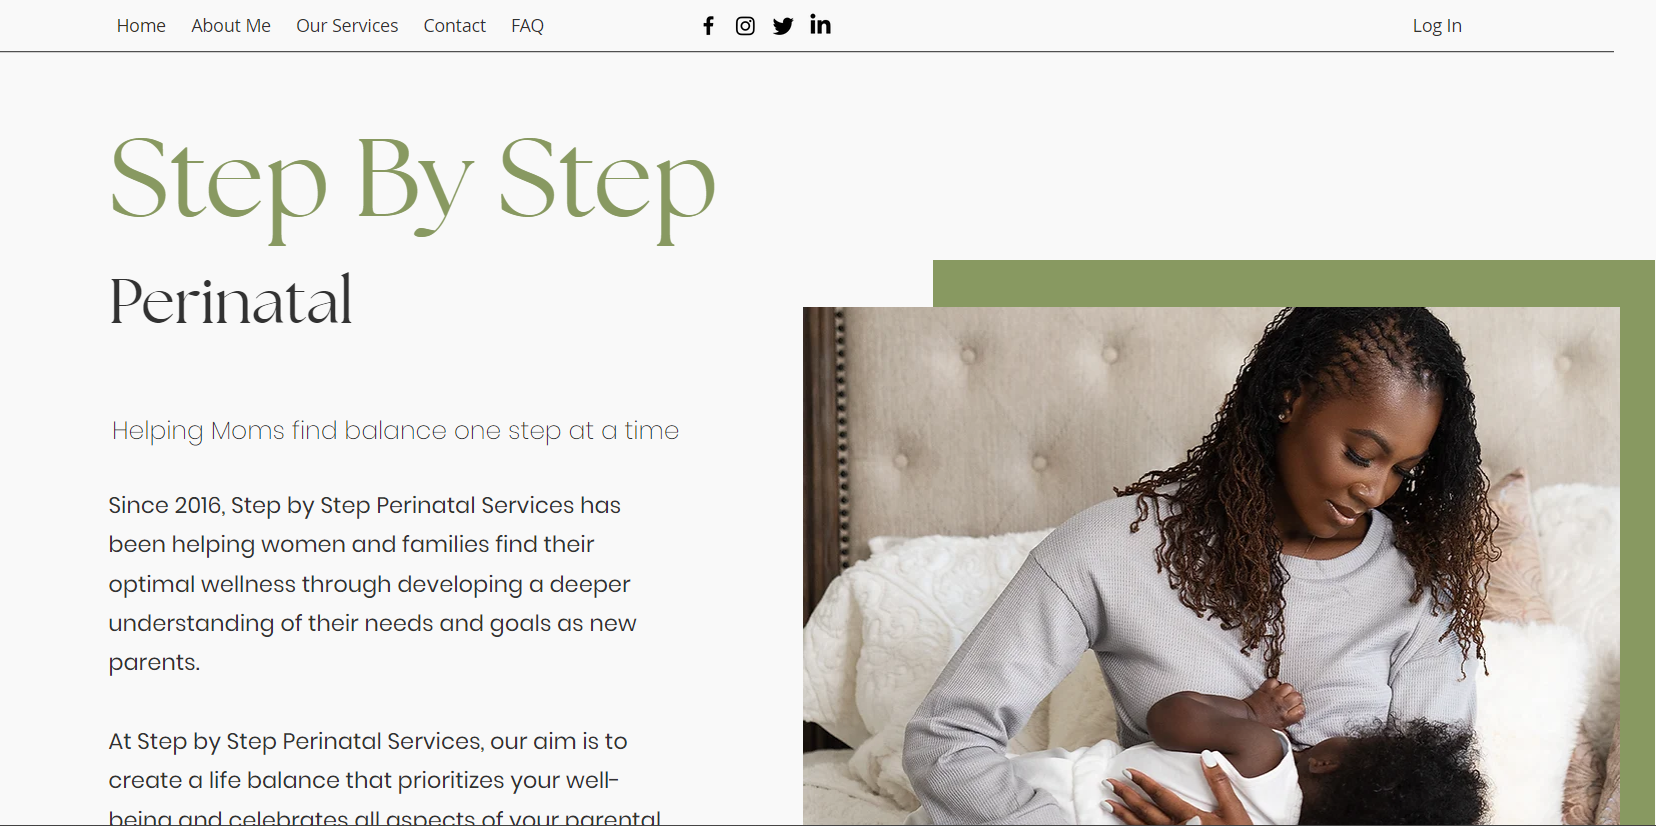 Home About Me Our Services Contact FAQ Log In
Step By Step
Perinatal
Helping Moms find balance one step at a time
Since 2016, Step by Step Perinatal Services has
been helping women and families find their
optimal wellness through developing a deeper
understanding of their needs and goals as new
parents.
At Step by Step Perinatal Services, our aim is to
create a life balance that prioritizes your well-
being and celebrates all aspects of your parental